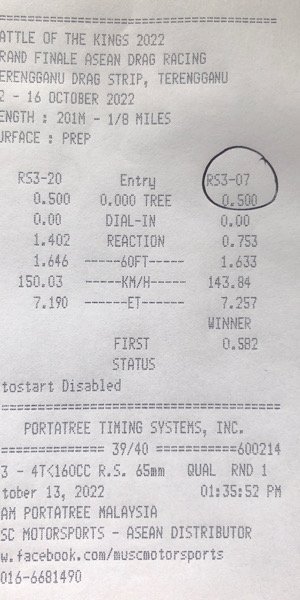 ATTLE OF THE KINGS 2022
RAND FINALE ASEAN DRAG RACING
ERENGGANU DRAG STRIP, TERENGGANU
2 - 16 OCTOBER 2022
ENGTH : 201M - 1/8 MILES
URFACE : PREP
RS3-20 Entry RS3-07
0.500 0.000 TREE 0.500
0.00 DIAL-IN 0.00
1.402 REACTION 0.753
1.646 -----60FT----- 1.633
150.03 -----KM/H----- 143.84
7.190 ------ET------ 7.257
WINNER
FIRST 0.582
STATUS
tostart Disabled
PORTATREE TIMING SYSTEMS, INC.
============ 39/40 ===========600214
3 - 4T<160CC R.S. 65mm QUAL RND 1
tober 13, 2022 01:35:52 PM
AM PORTATREE MALAYSIA
SC MOTORSPORTS - ASEAN DISTRIBUTOR
w.facebook.com/muscmotorsports
016-6681490